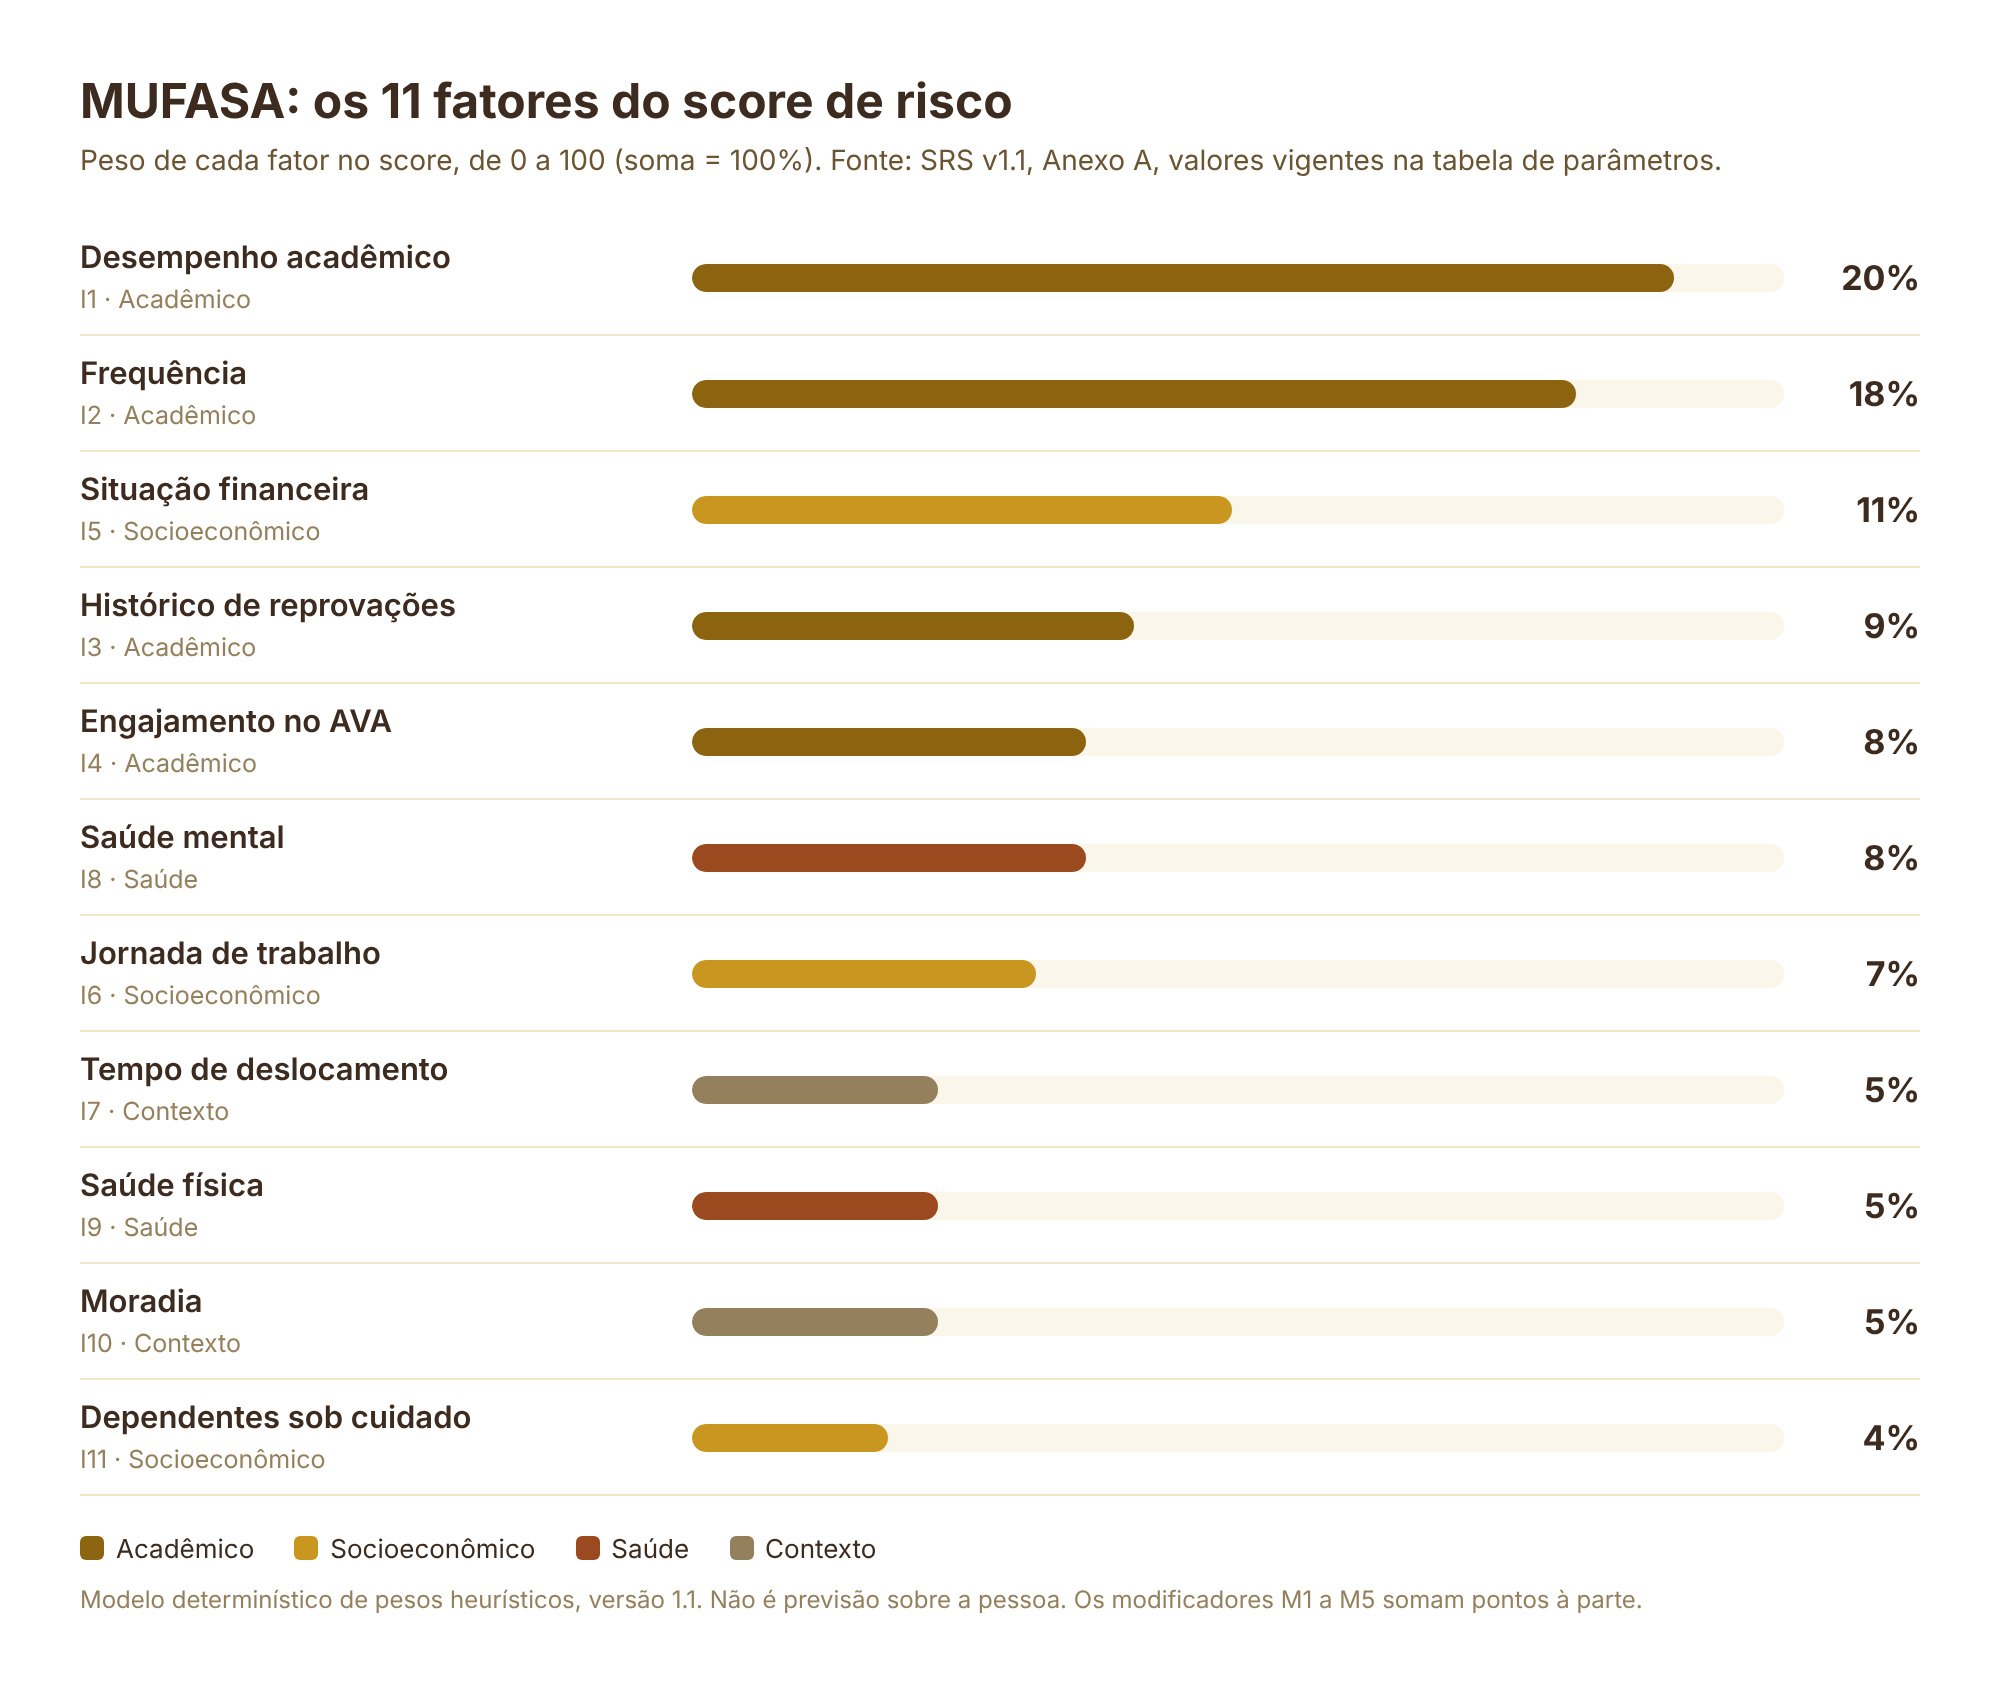 MUFASA: os 11 fatores do score de risco
Peso de cada fator no score, de 0 a 100 (soma = 100%). Fonte: SRS v1.1, Anexo A, valores vigentes na tabela de parâmetros.
Desempenho acadêmico
I1 · Acadêmico
20%
Frequência
I2 · Acadêmico
18%
Situação financeira
I5 · Socioeconômico
11%
Histórico de reprovações
I3 · Acadêmico
9%
Engajamento no AVA
I4 · Acadêmico
8%
Saúde mental
I8 · Saúde
8%
Jornada de trabalho
I6 · Socioeconômico
7%
Tempo de deslocamento
I7 · Contexto
5%
Saúde física
I9 · Saúde
5%
Moradia
I10 · Contexto
5%
Dependentes sob cuidado
I11 · Socioeconômico
4%
Acadêmico Socioeconômico Saúde Contexto
Modelo determinístico de pesos heurísticos, versão 1.1. Não é previsão sobre a pessoa. Os modificadores M1 a M5 somam pontos à parte.